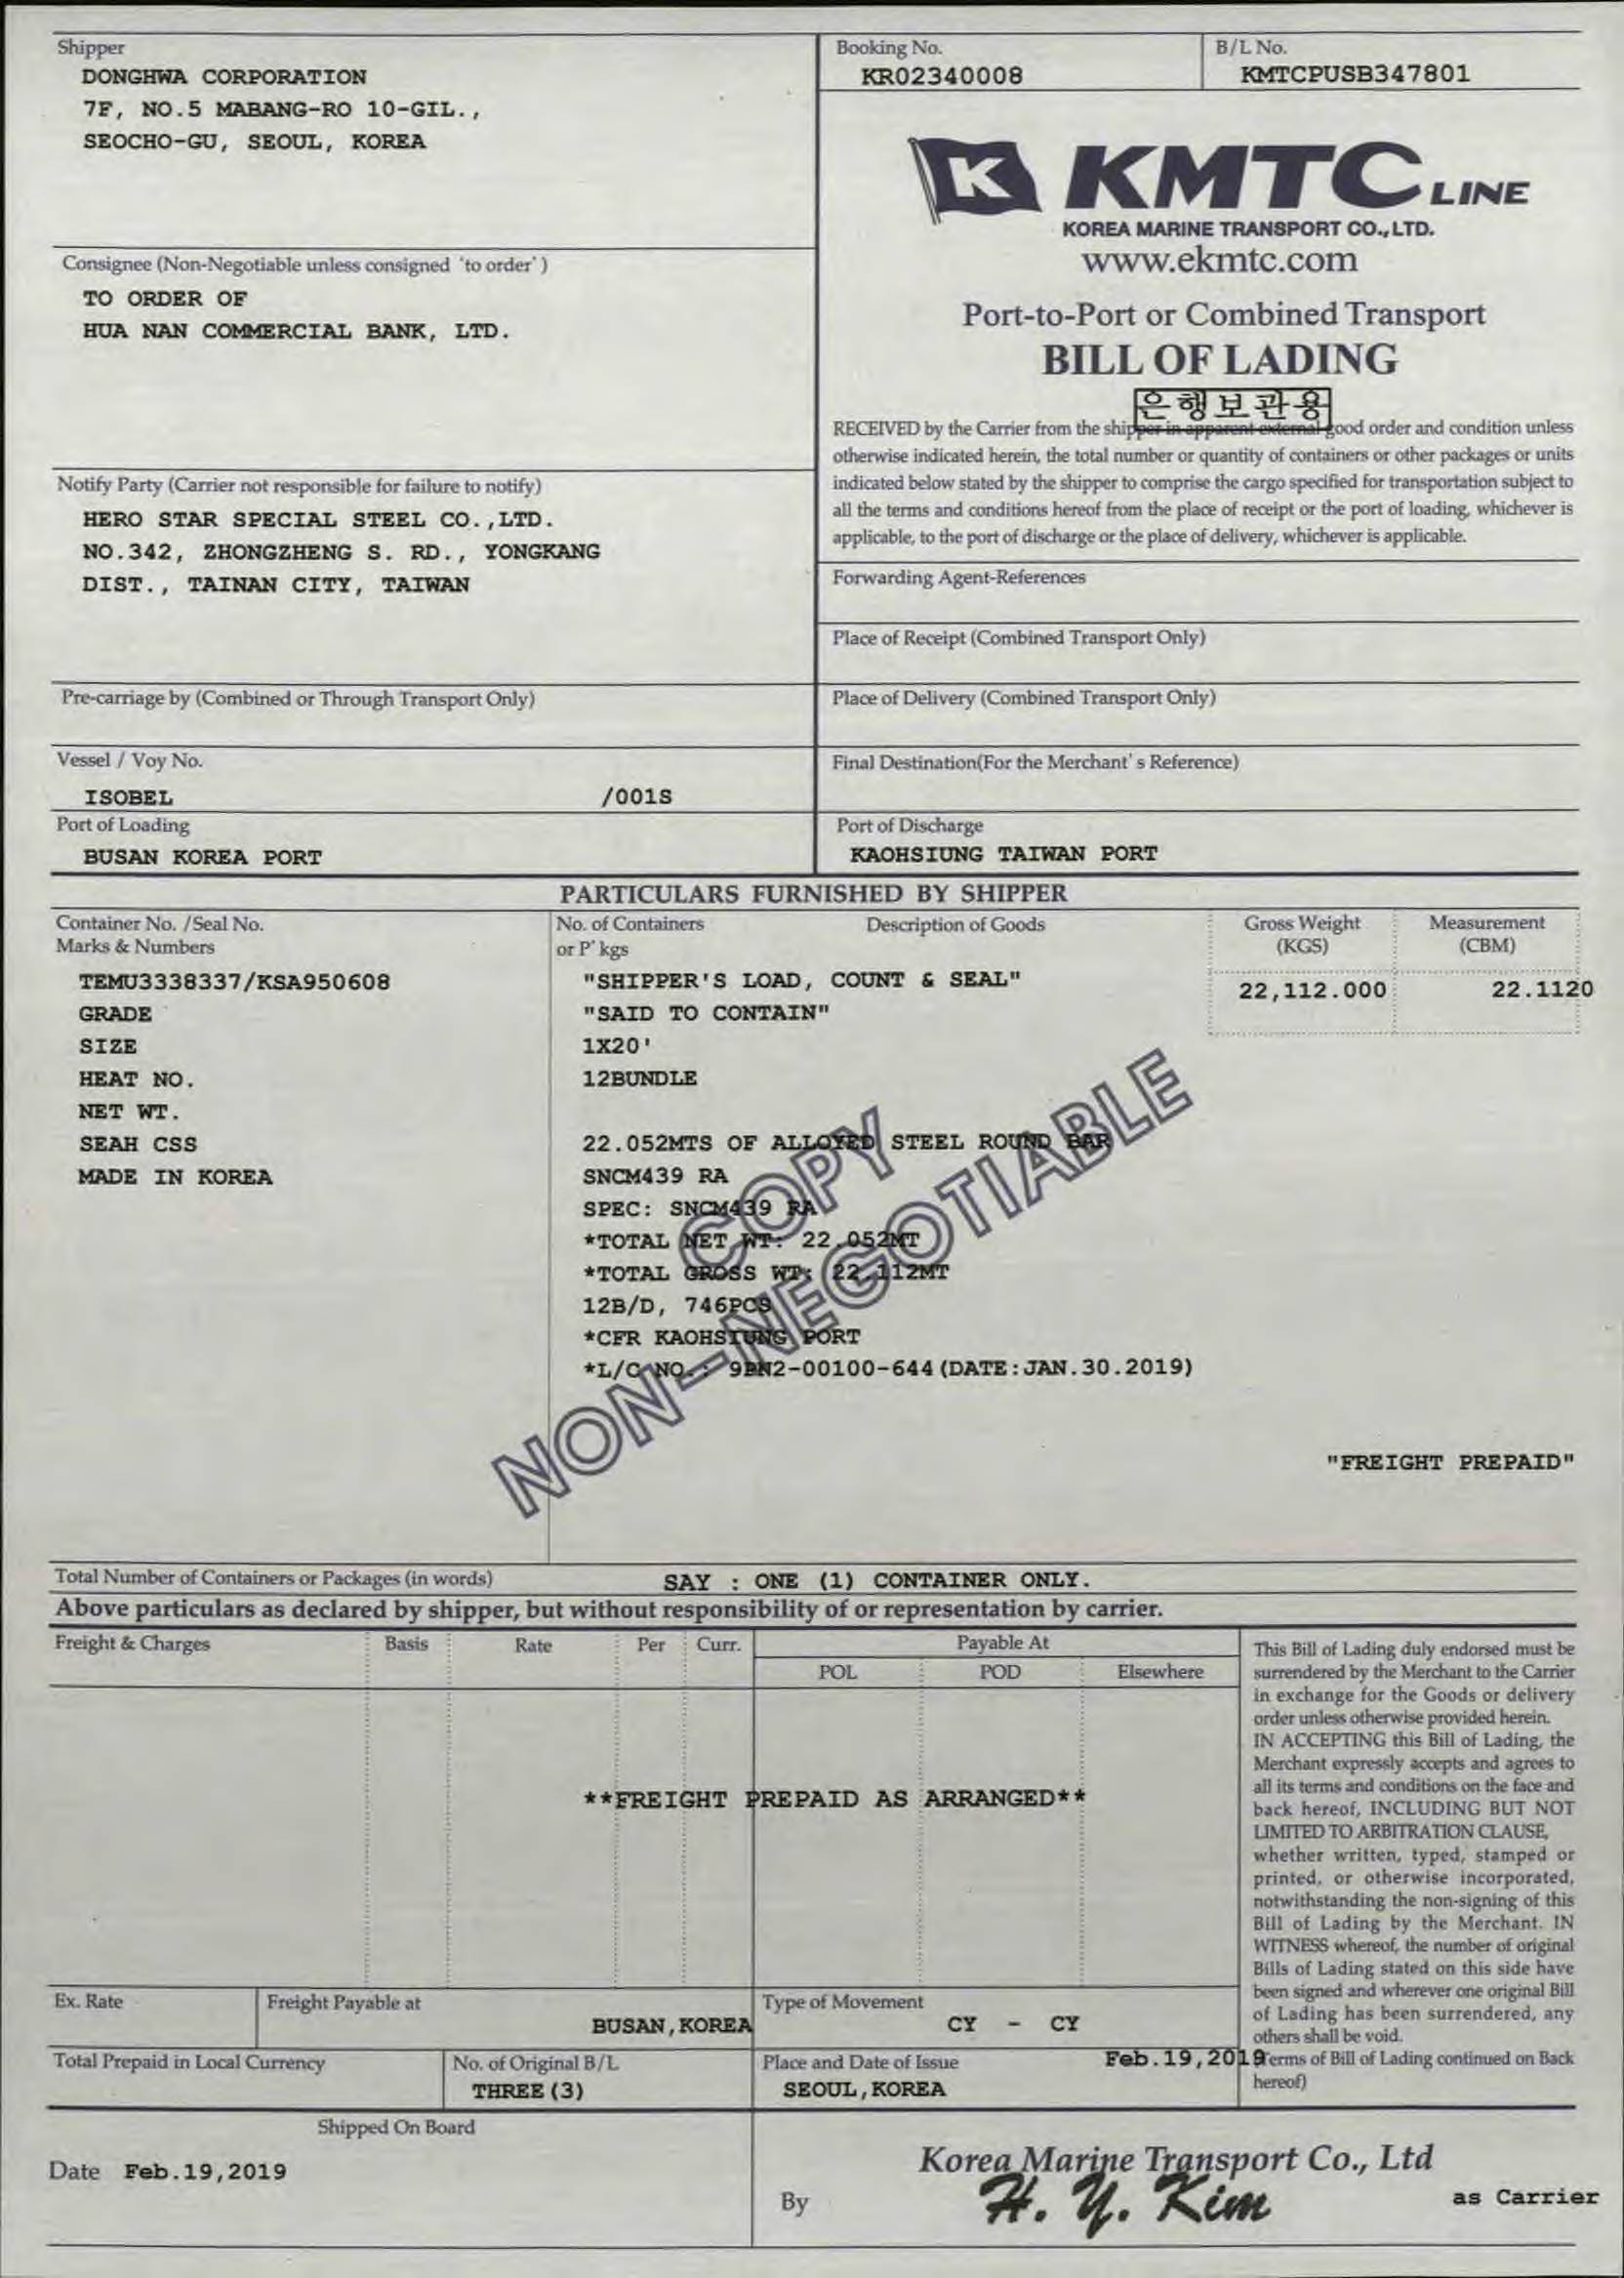 Shipper
DONGHWA CORPORATION
7F, NO.5 MABANG-RO 10-GIL.,
SEOCHO-GU, SEOUL, KOREA
Booking No.
KR02340008
B/L No.
KMTCPUSB347801
K KMTC LINE
KOREA MARINE TRANSPORT CO.,LTD.
www.ekmtc.com
Port-to-Port or Combined Transport
BILL OF LADING
은행보관용
RECEIVED by the Carrier from the shipper in apparent external good order and condition unless
otherwise indicated herein, the total number or quantity of containers or other packages or units
indicated below stated by the shipper to comprise the cargo specified for transportation subject to
all the terms and conditions hereof from the place of receipt or the port of loading, whichever is
applicable, to the port of discharge or the place of delivery, whichever is applicable.
Consignee (Non-Negotiable unless consigned 'to order' )
TO ORDER OF
HUA NAN COMMERCIAL BANK, LTD.
Notify Party (Carrier not responsible for failure to notify)
HERO STAR SPECIAL STEEL CO.,LTD.
NO.342, ZHONGZHENG S. RD., YONGKANG
DIST., TAINAN CITY, TAIWAN
Forwarding Agent-References
Place of Receipt (Combined Transport Only)
Pre-carriage by (Combined or Through Transport Only)
Place of Delivery (Combined Transport Only)
Vessel / Voy No.
ISOBEL /001S
Final Destination(For the Merchant' s Reference)
Port of Loading
BUSAN KOREA PORT
Port of Discharge
KAOHSIUNG TAIWAN PORT
PARTICULARS FURNISHED BY SHIPPER
Container No. /Seal No.
Marks & Numbers
No. of Containers
or P' kgs
Description of Goods
Gross Weight
(KGS)
Measurement
(CBM)
TEMU3338337/KSA950608
GRADE
SIZE
HEAT NO.
NET WT.
SEAH CSS
MADE IN KOREA
"SHIPPER'S LOAD, COUNT & SEAL"
"SAID TO CONTAIN"
1X20'
12BUNDLE
22,112.000
22.1120
22.052MTS OF ALLOYED STEEL ROUND BAR
SNCM439 RA
SPEC: SNCM439 RA
*TOTAL NET WT: 22.052MT
*TOTAL GROSS WT: 22.112MT
12B/D, 746PCS
*CFR KAOHSIUNG PORT
*L/C NO.: 9PN2-00100-644(DATE:JAN.30.2019)
COPY
NON-NEGOTIABLE
"FREIGHT PREPAID"
Total Number of Containers or Packages (in words)
SAY : ONE (1) CONTAINER ONLY.
Above particulars as declared by shipper, but without responsibility of or representation by carrier.
Freight & Charges
Basis
Rate
Per
Curr.
Payable At
POL
POD
Elsewhere
**FREIGHT PREPAID AS ARRANGED**
This Bill of Lading duly endorsed must be
surrendered by the Merchant to the Carrier
in exchange for the Goods or delivery
order unless otherwise provided herein.
IN ACCEPTING this Bill of Lading, the
Merchant expressly accepts and agrees to
all its terms and conditions on the face and
back hereof, INCLUDING BUT NOT
LIMITED TO ARBITRATION CLAUSE,
whether written, typed, stamped or
printed, or otherwise incorporated,
notwithstanding the non-signing of this
Bill of Lading by the Merchant. IN
WITNESS whereof, the number of original
Bills of Lading stated on this side have
been signed and wherever one original Bill
of Lading has been surrendered, any
others shall be void.
Terms of Bill of Lading continued on Back
hereof)
Ex. Rate
Freight Payable at
BUSAN,KOREA
Type of Movement
CY - CY
Total Prepaid in Local Currency
No. of Original B/L
THREE(3)
Place and Date of Issue
Feb.19,2019
SEOUL,KOREA
Shipped On Board
Date Feb.19,2019
Korea Marine Transport Co., Ltd
By
H. Y. Kim
as Carrier